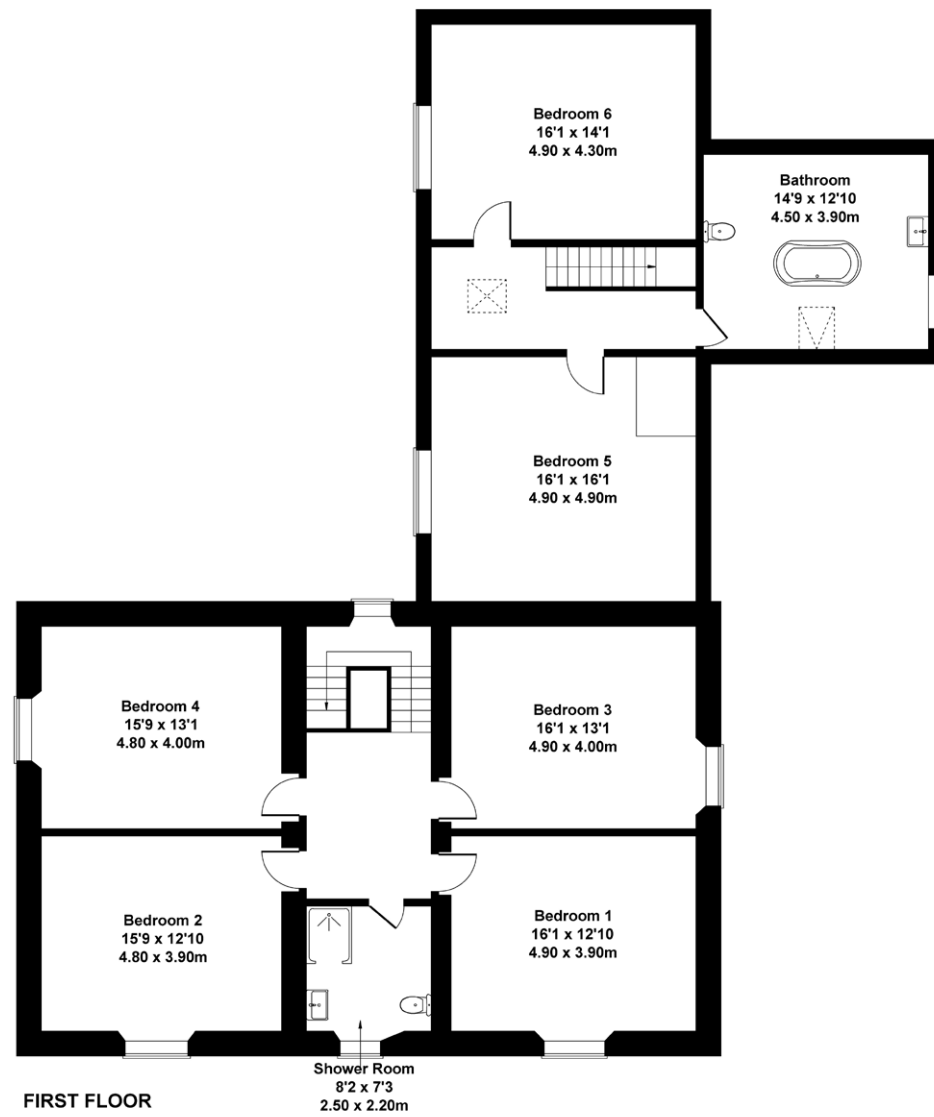 Bedroom 6
16'1 x 14'1
4.90 x 4.30m
Bathroom
14'9 x 12'10
4.50 x 3.90m
Bedroom 5
16'1 x 16'1
4.90 x 4.90m
Bedroom 4
15'9 x 13'1
4.80 x 4.00m
Bedroom 3
16'1 x 13'1
4.90 x 4.00m
Bedroom 2
15'9 x 12'10
4.80 x 3.90m
Bedroom 1
16'1 x 12'10
4.90 x 3.90m
Shower Room
8'2 x 7'3
2.50 x 2.20m
FIRST FLOOR